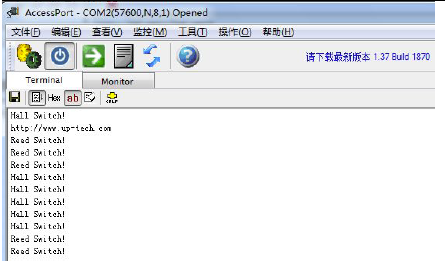 AccessPort - COM2(57600,N,8,1) Opened
文件(F) 编辑(E) 查看(V) 监控(M) 工具(T) 操作(O) 帮助(H)
请下载最新版本 1.37 Build 1870
Terminal Monitor
Hex ab
Hall Switch!
http://www.up-tech.com
Reed Switch!
Reed Switch!
Reed Switch!
Hall Switch!
Hall Switch!
Hall Switch!
Hall Switch!
Hall Switch!
Reed Switch!
Reed Switch!